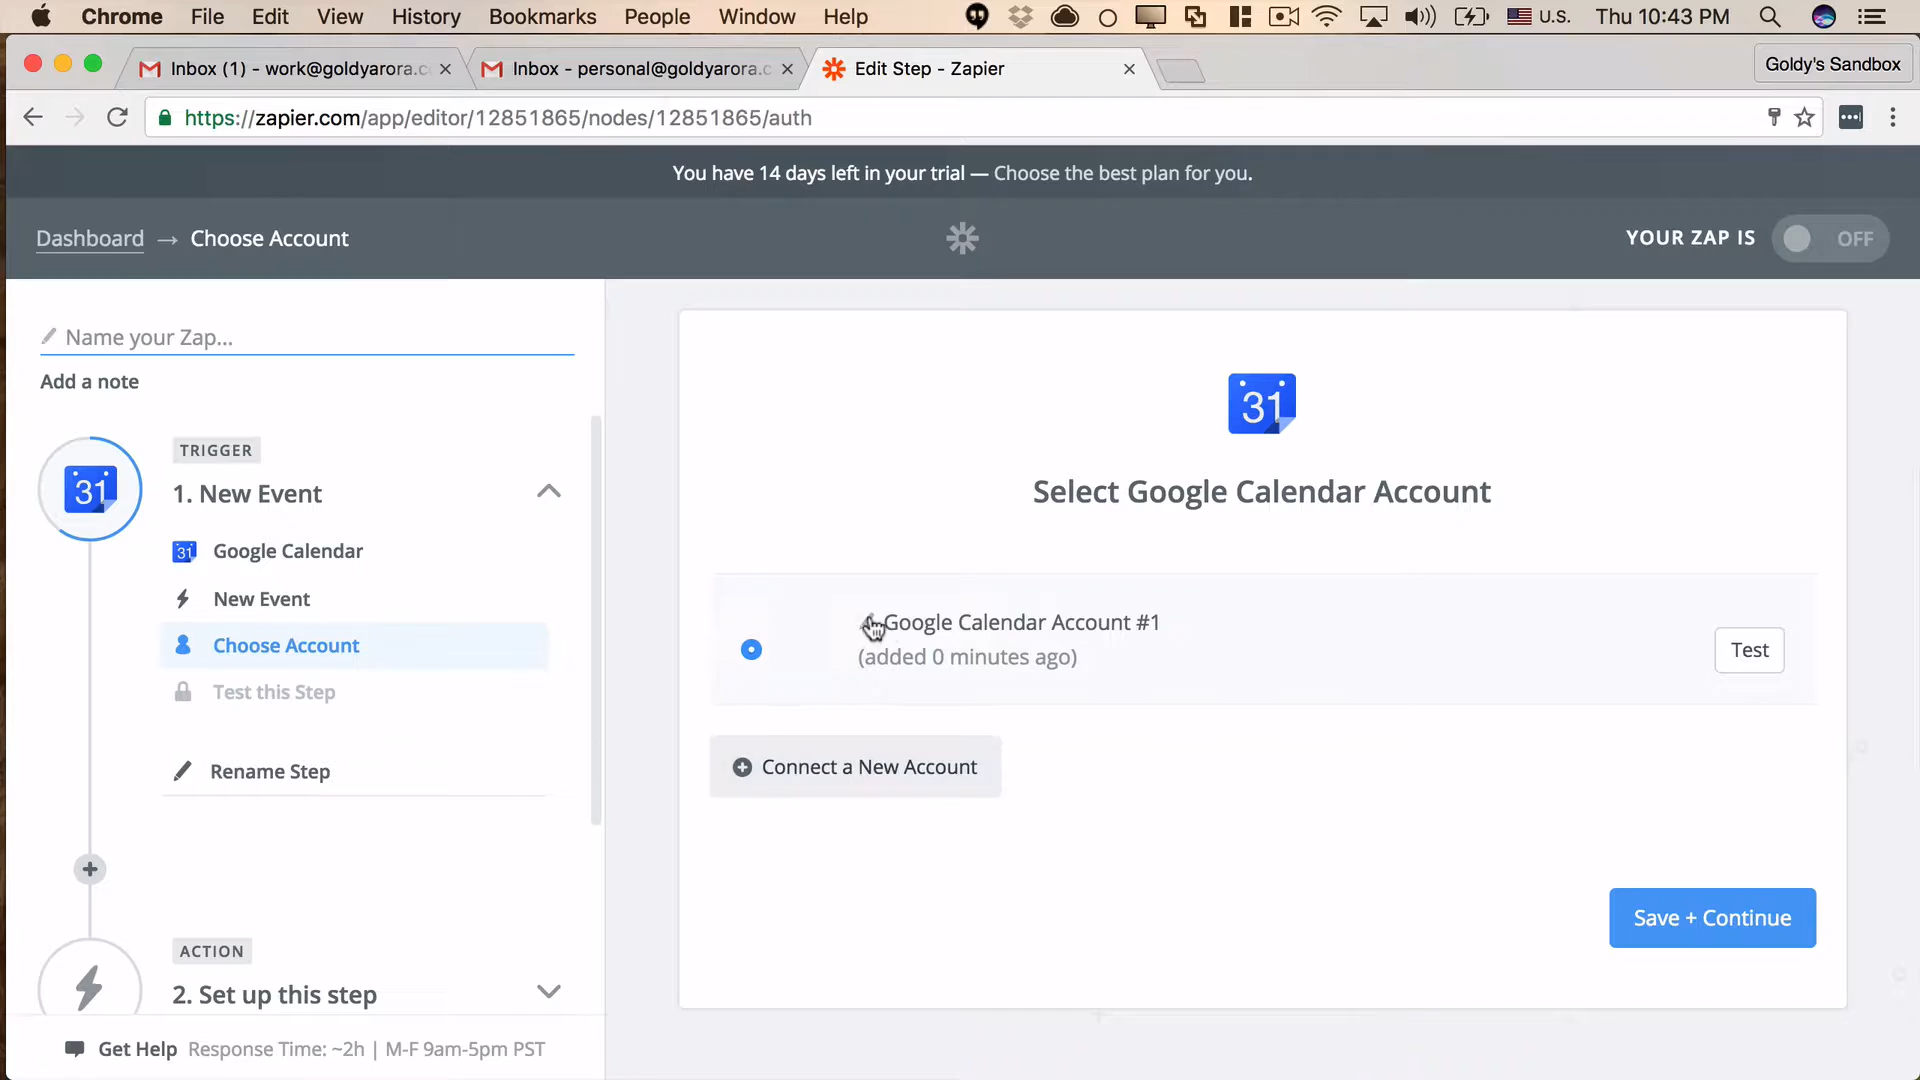 Chrome File Edit View History Bookmarks People Window Help U.S. Thu 10:43 PM
Inbox (1) - work@goldyarora.c
Inbox - personal@goldyarora.c
Edit Step - Zapier
Goldy's Sandbox
https://zapier.com/app/editor/12851865/nodes/12851865/auth
You have 14 days left in your trial — Choose the best plan for you.
Dashboard → Choose Account
YOUR ZAP IS OFF
Name your Zap...
Add a note
31
TRIGGER
1. New Event
31 Google Calendar
New Event
Choose Account
Test this Step
Rename Step
ACTION
2. Set up this step
Get Help Response Time: ~2h | M-F 9am-5pm PST
31
Select Google Calendar Account
Google Calendar Account #1
(added 0 minutes ago)
Test
Connect a New Account
Save + Continue